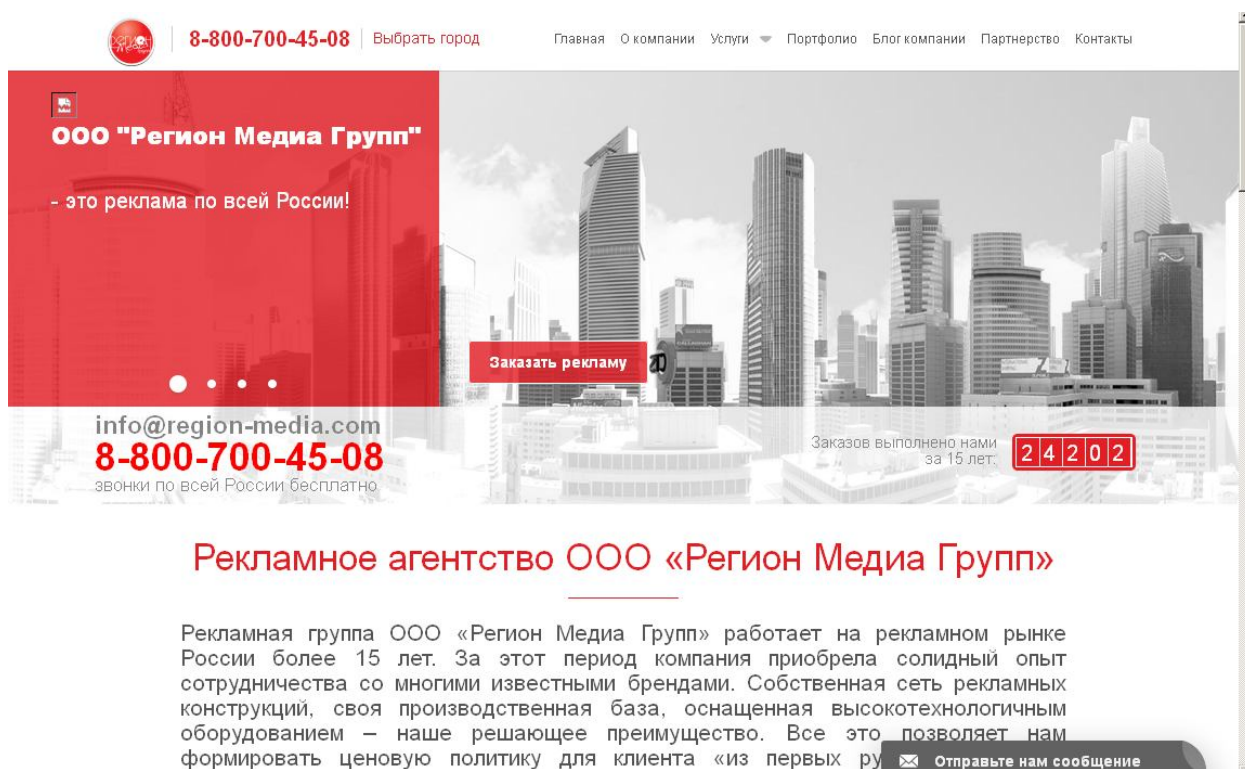 РЕГИОН
8-800-700-45-08
Выбрать город
Главная О компании Услуги Портфолио Блог компании Партнерство Контакты
ООО "Регион Медиа Групп"
- это реклама по всей России!
Заказать рекламу
info@region-media.com
8-800-700-45-08
звонки по всей России бесплатно
Заказов выполнено нами
за 15 лет:
24202
Рекламное агентство ООО «Регион Медиа Групп»
Рекламная группа ООО «Регион Медиа Групп» работает на рекламном рынке
России более 15 лет. За этот период компания приобрела солидный опыт
сотрудничества со многими известными брендами. Собственная сеть рекламных
конструкций, своя производственная база, оснащенная высокотехнологичным
оборудованием – наше решающее преимущество. Все это позволяет нам
формировать ценовую политику для клиента «из первых ру
Отправьте нам сообщение